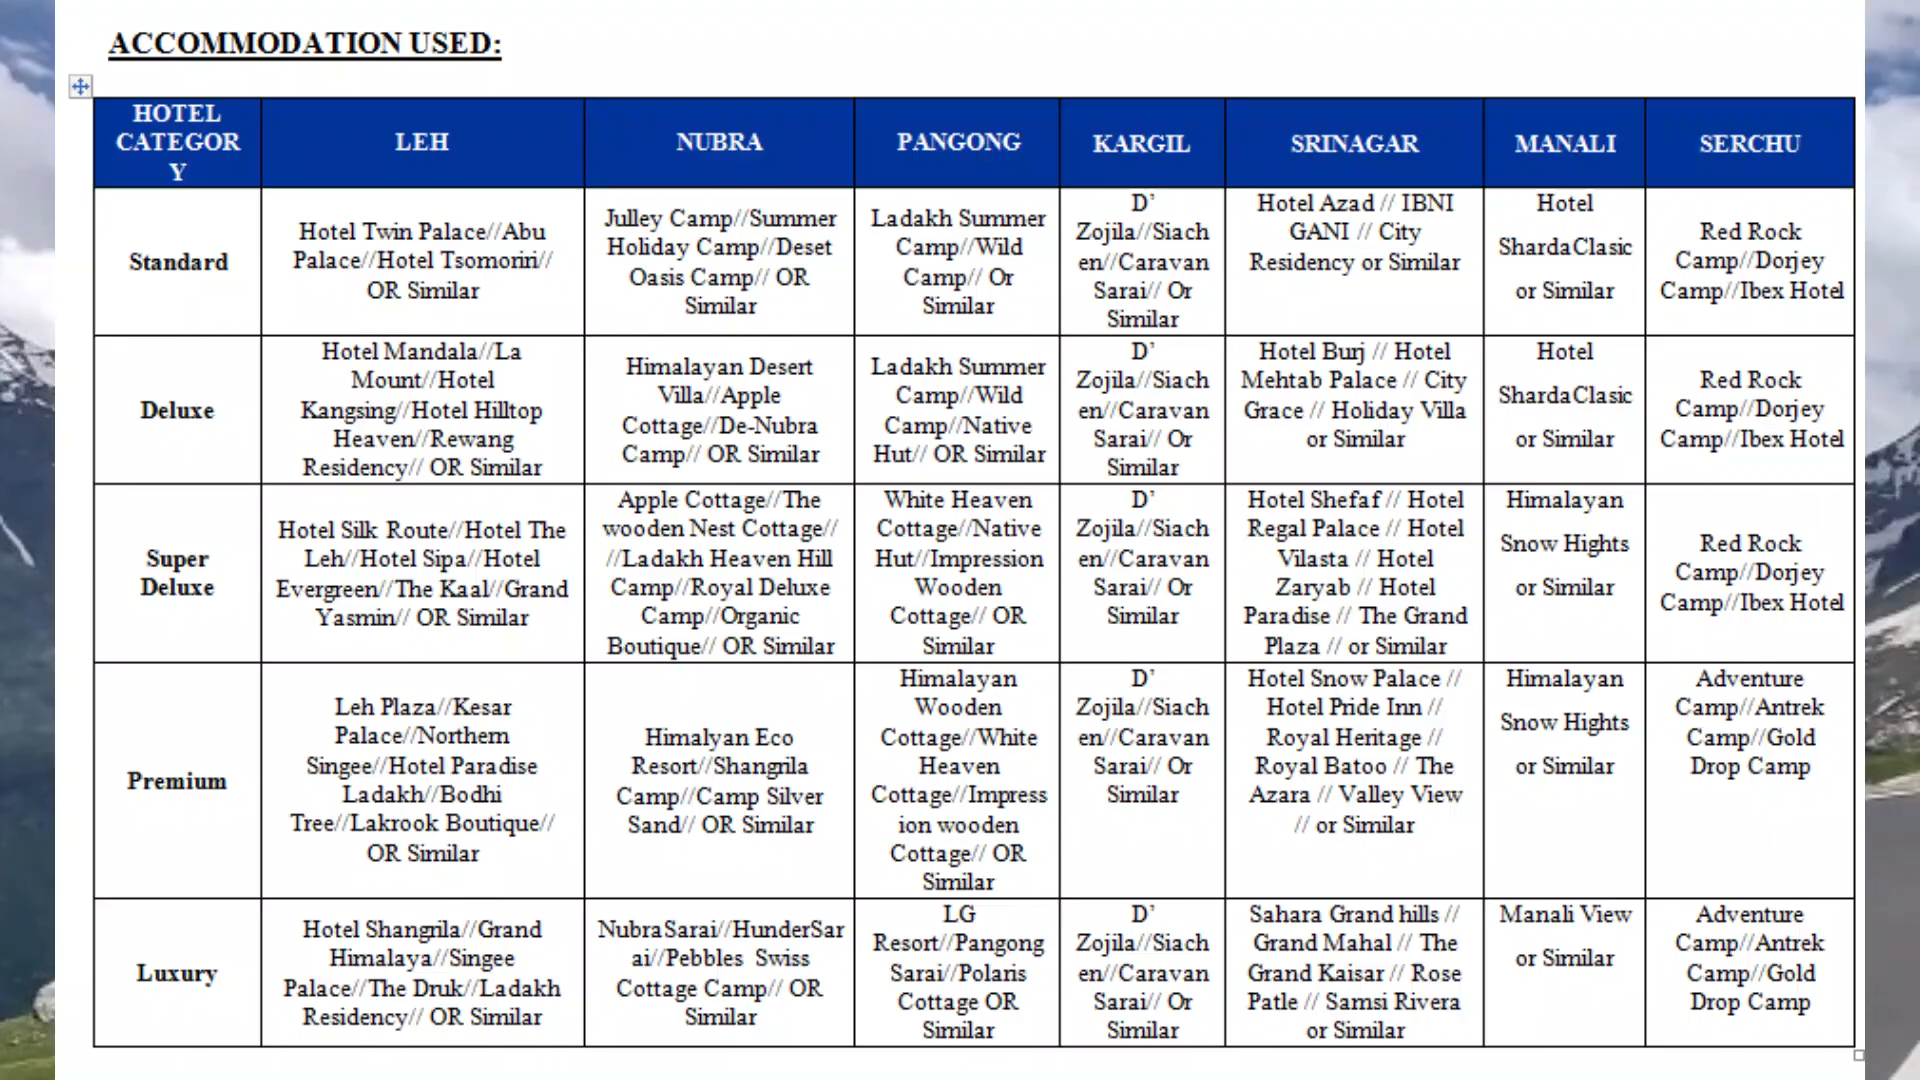 ACCOMMODATION USED:
HOTEL
CATEGOR
Y
LEH
NUBRA
PANGONG
KARGIL
SRINAGAR
MANALI
SERCHU
Standard
Hotel Twin Palace//Abu
Palace//Hotel Tsomoriri//
OR Similar
Julley Camp//Summer
Holiday Camp//Deset
Oasis Camp// OR
Similar
Ladakh Summer
Camp//Wild
Camp// Or
Similar
D'
Zojila//Siach
en//Caravan
Sarai// Or
Similar
Hotel Azad // IBNI
GANI // City
Residency or Similar
Hotel
ShardaClasic
or Similar
Red Rock
Camp//Dorjey
Camp//Ibex Hotel
Deluxe
Hotel Mandala//La
Mount//Hotel
Kangsing//Hotel Hilltop
Heaven//Rewang
Residency// OR Similar
Himalayan Desert
Villa//Apple
Cottage//De-Nubra
Camp// OR Similar
Ladakh Summer
Camp//Wild
Camp//Native
Hut// OR Similar
D'
Zojila//Siach
en//Caravan
Sarai// Or
Similar
Hotel Burj // Hotel
Mehtab Palace // City
Grace // Holiday Villa
or Similar
Hotel
ShardaClasic
or Similar
Red Rock
Camp//Dorjey
Camp//Ibex Hotel
Super
Deluxe
Hotel Silk Route//Hotel The
Leh//Hotel Sipa//Hotel
Evergreen//The Kaal//Grand
Yasmin// OR Similar
Apple Cottage//The
wooden Nest Cottage//
//Ladakh Heaven Hill
Camp//Royal Deluxe
Camp//Organic
Boutique// OR Similar
White Heaven
Cottage//Native
Hut//Impression
Wooden
Cottage// OR
Similar
D'
Zojila//Siach
en//Caravan
Sarai// Or
Similar
Hotel Shefaf // Hotel
Regal Palace // Hotel
Vilasta // Hotel
Zaryab // Hotel
Paradise // The Grand
Plaza // or Similar
Himalayan
Snow Hights
or Similar
Red Rock
Camp//Dorjey
Camp//Ibex Hotel
Premium
Leh Plaza//Kesar
Palace//Northern
Singee//Hotel Paradise
Ladakh//Bodhi
Tree//Lakrook Boutique//
OR Similar
Himalyan Eco
Resort//Shangrila
Camp//Camp Silver
Sand// OR Similar
Himalayan
Wooden
Cottage//White
Heaven
Cottage//Impress
ion wooden
Cottage// OR
Similar
D'
Zojila//Siach
en//Caravan
Sarai// Or
Similar
Hotel Snow Palace //
Hotel Pride Inn //
Royal Heritage //
Royal Batoo // The
Azara // Valley View
// or Similar
Himalayan
Snow Hights
or Similar
Adventure
Camp//Antrek
Camp//Gold
Drop Camp
Luxury
Hotel Shangrila//Grand
Himalaya//Singee
Palace//The Druk//Ladakh
Residency// OR Similar
NubraSarai//HunderSar
ai//Pebbles Swiss
Cottage Camp// OR
Similar
LG
Resort//Pangong
Sarai//Polaris
Cottage OR
Similar
D'
Zojila//Siach
en//Caravan
Sarai// Or
Similar
Sahara Grand hills //
Grand Mahal // The
Grand Kaisar // Rose
Patle // Samsi Rivera
or Similar
Manali View
or Similar
Adventure
Camp//Antrek
Camp//Gold
Drop Camp